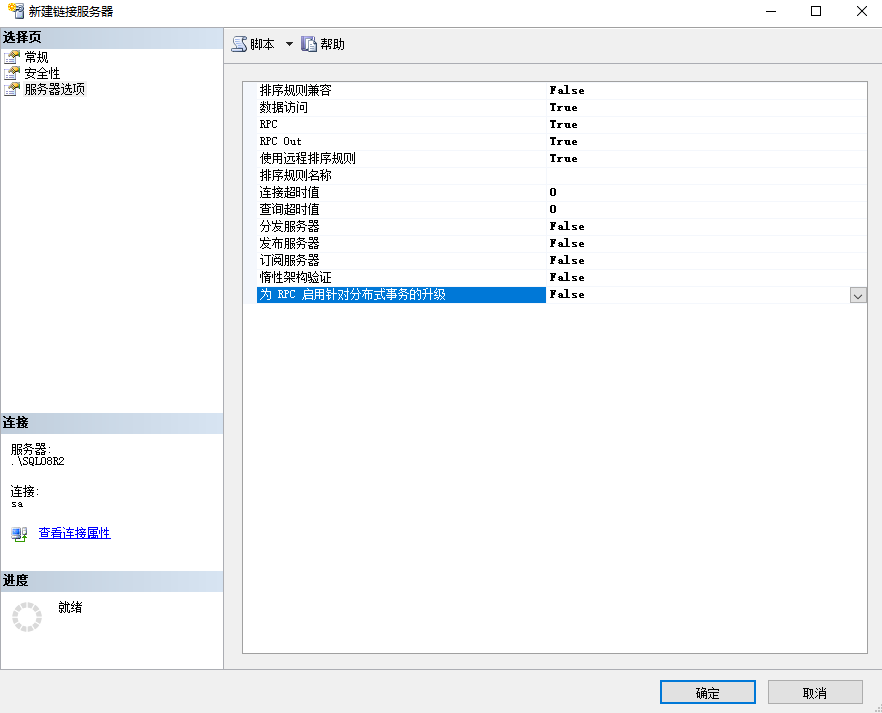 新建链接服务器
选择页
常规
安全性
服务器选项
脚本
帮助
排序规则兼容 False
数据访问 True
RPC True
RPC Out True
使用远程排序规则 True
排序规则名称
连接超时值 0
查询超时值 0
分发服务器 False
发布服务器 False
订阅服务器 False
惰性架构验证 False
为 RPC 启用针对分布式事务的升级 False
连接
服务器:
.\SQL08R2
连接:
sa
查看连接属性
进度
就绪
确定
取消